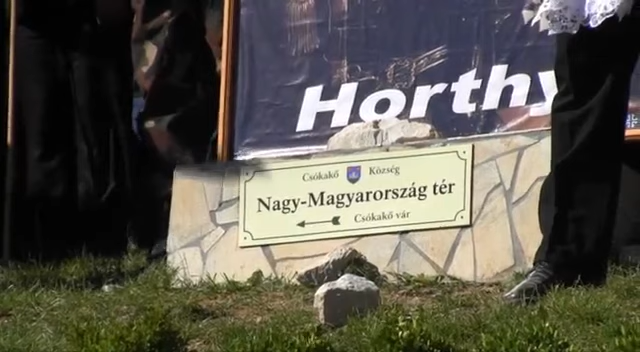 Horthy
Csókakő Község
Nagy-Magyarország tér
Csókakő vár